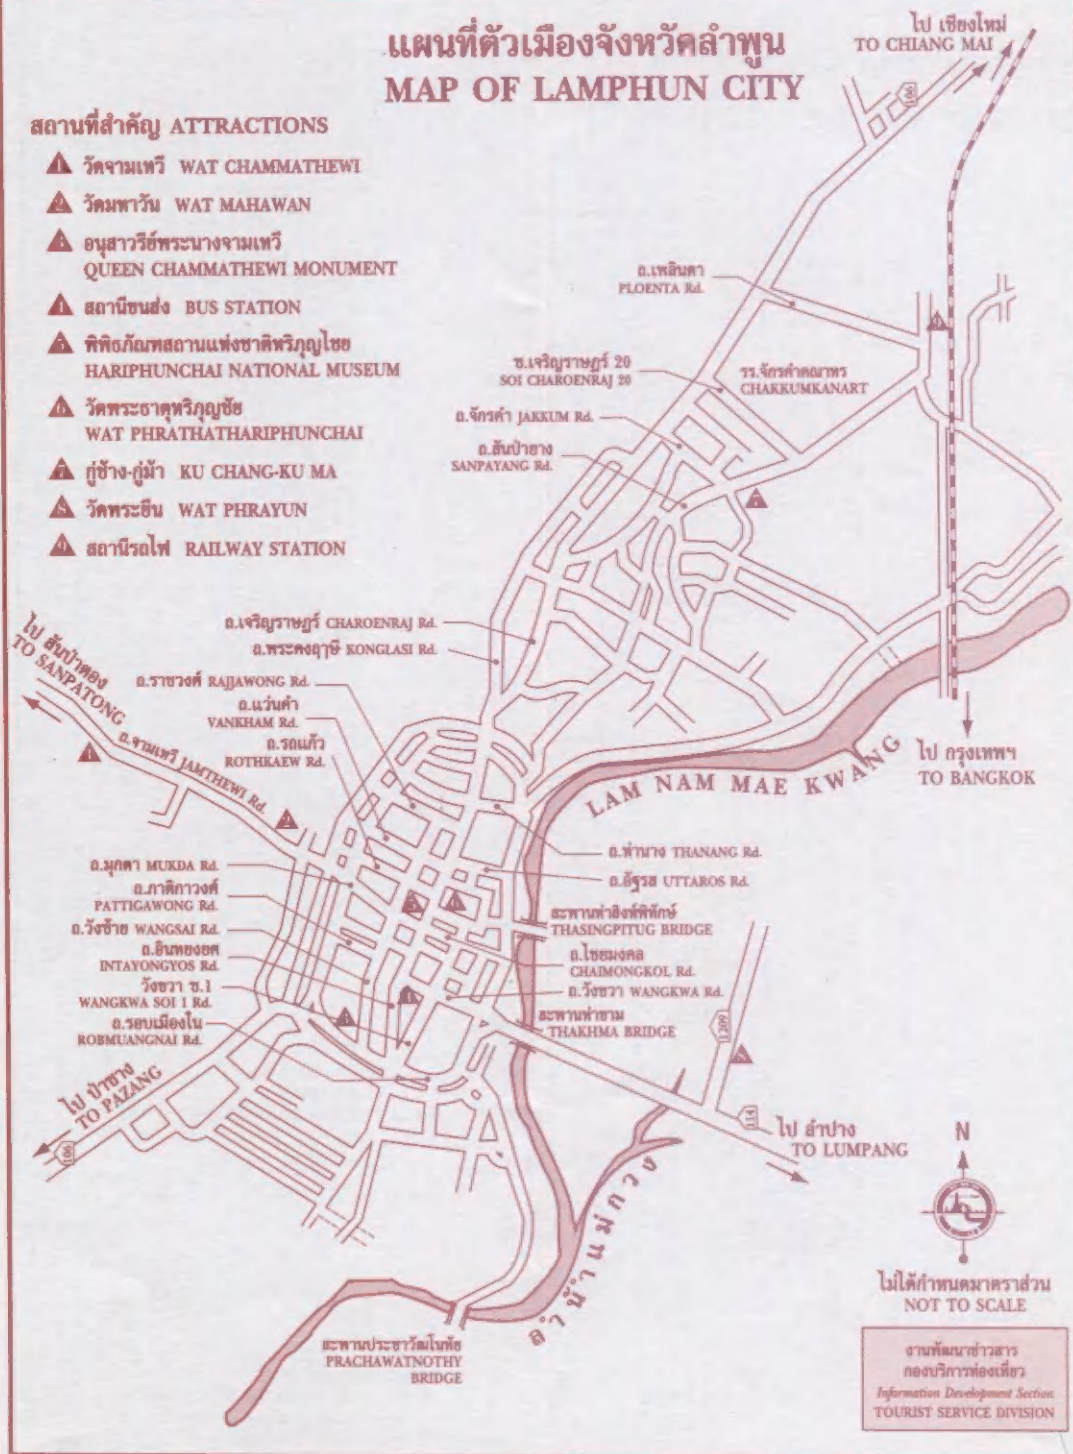 แผนที่ตัวเมืองจังหวัดลำพูน
MAP OF LAMPHUN CITY
ไป เชียงใหม่
TO CHIANG MAI
106
สถานที่สำคัญ ATTRACTIONS
1 วัดจามเทวี WAT CHAMMATHEWI
2 วัดมหาวัน WAT MAHAWAN
3 อนุสาวรีย์พระนางจามเทวี
QUEEN CHAMMATHEWI MONUMENT
สถานีขนส่ง BUS STATION
5 พิพิธภัณฑสถานแห่งชาติหริภุญไชย
HARIPHUNCHAI NATIONAL MUSEUM
6 วัดพระธาตุหริภุญชัย
WAT PHRATHATHARIPHUNCHAI
7 กู่ช้าง-กู่ม้า KU CHANG-KU MA
8 วัดพระยืน WAT PHRAYUN
9 สถานีรถไฟ RAILWAY STATION
ถ.เพลินตา
PLOENTA Rd.
9
ซ.เจริญราษฎร์ 20
SOI CHAROENRAJ 20
รร.จักรคำคณาทร
CHAKKUMKANART
ถ.จักรคำ JAKKUM Rd.
ถ.สันป่ายาง
SANPAYANG Rd.
7
ถ.เจริญราษฎร์ CHAROENRAJ Rd.
ถ.พระคงฤาษี KONGLASI Rd.
ไป สันป่าตอง
TO SANPATONG
ถ.ราชวงศ์ RAJJAWONG Rd.
ถ.แว่นคำ
VANKHAM Rd.
ถ.รถแก้ว
ROTHKAEW Rd.
1
ถ.จามเทวี JAMTHEWI Rd.
2
LAM NAM MAE KWANG
ไป กรุงเทพฯ
TO BANGKOK
ถ.มุกดา MUKDA Rd.
ถ.ภาติกาวงศ์
PATTIGAWONG Rd.
ถ.วังซ้าย WANGSAI Rd.
ถ.อินทยงยศ
INTAYONGYOS Rd.
วังขวา ซ.1
WANGKWA SOI 1 Rd.
ถ.รอบเมืองใน
ROBMUANGNAI Rd.
ถ.ท่านาง THANANG Rd.
ถ.อัฐรส UTTAROS Rd.
5
6
สะพานท่าสิงห์พิทักษ์
THASINGPITUG BRIDGE
ถ.ไชยมงคล
CHAIMONGKOL Rd.
ถ.วังขวา WANGKWA Rd.
สะพานท่าขาม
THAKHMA BRIDGE
3
1209
8
ไป ป่าซาง
TO PAZANG
106
114
ไป ลำปาง
TO LUMPANG
ลำน้ำแม่กวง
N
ไม่ได้กำหนดมาตราส่วน
NOT TO SCALE
สะพานประชาวัฒโนทัย
PRACHAWATNOTHY
BRIDGE
งานพัฒนาข่าวสาร
กองบริการท่องเที่ยว
Information Development Section
TOURIST SERVICE DIVISION